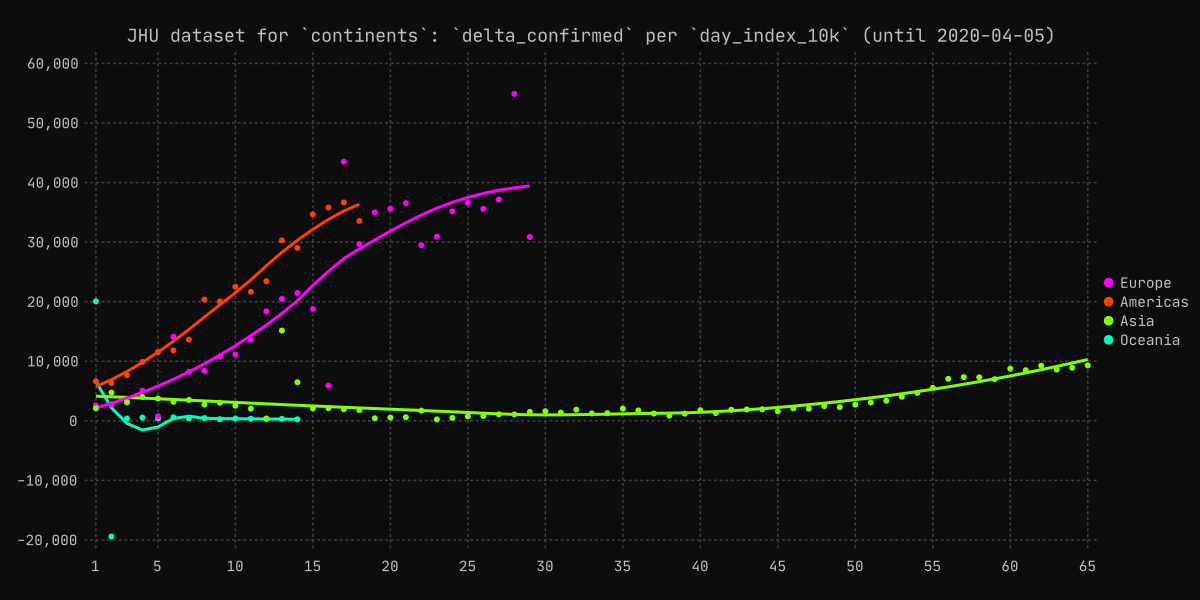 JHU dataset for `continents`: `delta_confirmed` per `day_index_10k` (until 2020-04-05)
60,000
50,000
40,000
30,000
20,000
10,000
0
-10,000
-20,000
1 5 10 15 20 25 30 35 40 45 50 55 60 65
Europe
Americas
Asia
Oceania